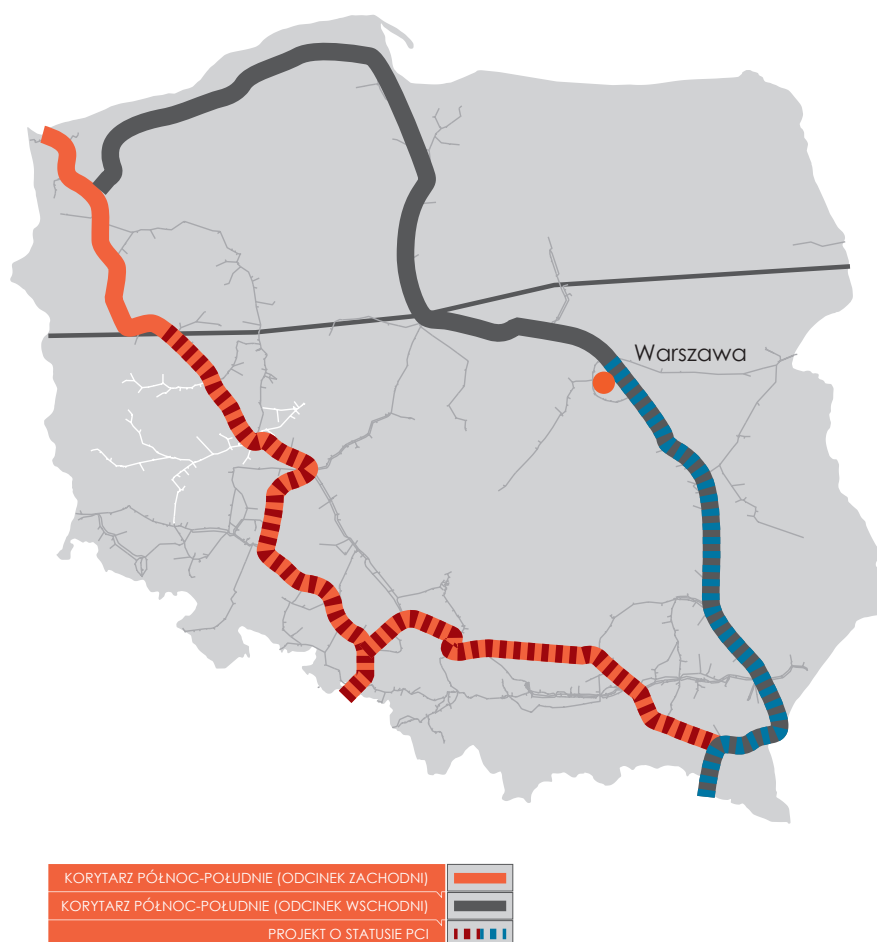 Warszawa
KORYTARZ PÓŁNOC-POŁUDNIE (ODCINEK ZACHODNI)
KORYTARZ PÓŁNOC-POŁUDNIE (ODCINEK WSCHODNI)
PROJEKT O STATUSIE PCI